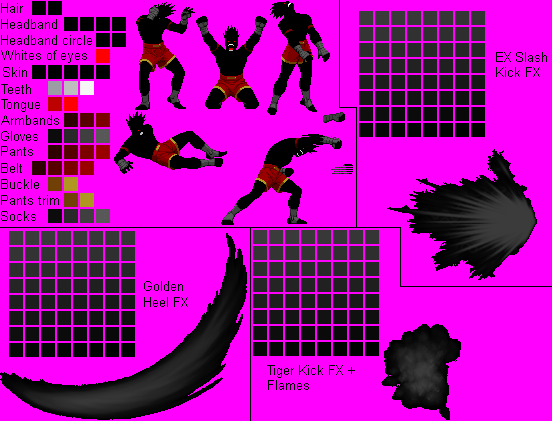 Hair
Headband
Headband circle
Whites of eyes
Skin
Teeth
Tongue
Armbands
Gloves
Pants
Belt
Buckle
Pants trim
Socks
EX Slash
Kick FX
Golden
Heel FX
Tiger Kick FX +
Flames